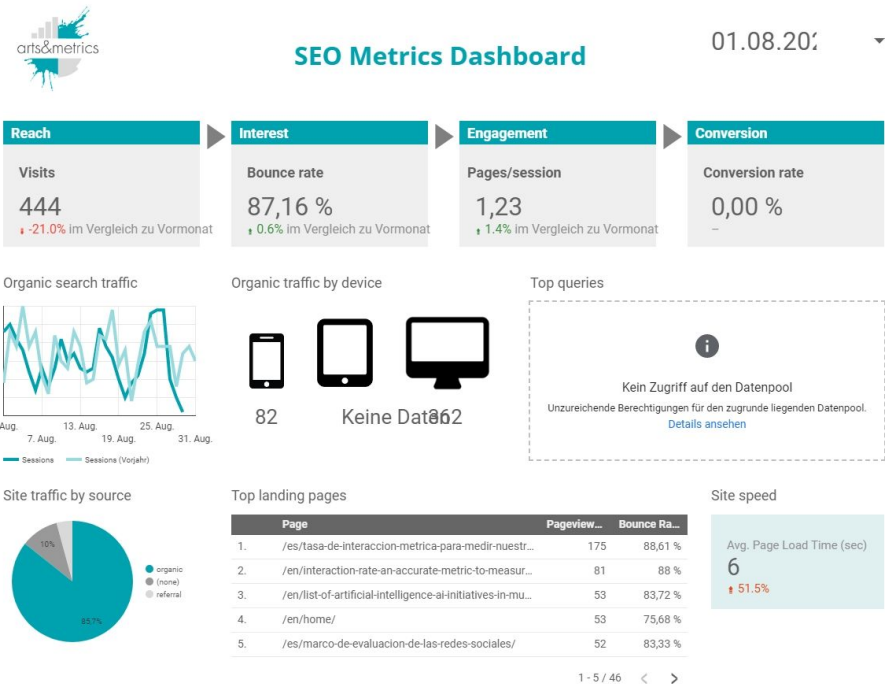 arts&metrics
SEO Metrics Dashboard
01.08.202
Reach
Interest
Engagement
Conversion
Visits
Bounce rate
Pages/session
Conversion rate
444
87,16 %
1,23
0,00 %
-21.0% im Vergleich zu Vormonat
0.6% im Vergleich zu Vormonat
1.4% im Vergleich zu Vormonat
–
Organic search traffic
Organic traffic by device
Top queries
Kein Zugriff auf den Datenpool
Unzureichende Berechtigungen für den zugrunde liegenden Datenpool.
Details ansehen
82
Keine Daten
362
Aug.
13. Aug.
25. Aug.
7. Aug.
19. Aug.
31. Aug.
Sessions
Sessions (Vorjahr)
Site traffic by source
Top landing pages
Site speed
10%
85,7%
organic
(none)
referral
Page Pageview... Bounce Ra...
1. /es/tasa-de-interaccion-metrica-para-medir-nuestr... 175 88,61 %
2. /en/interaction-rate-an-accurate-metric-to-measur... 81 88 %
3. /en/list-of-artificial-intelligence-ai-initiatives-in-mu... 53 83,72 %
4. /en/home/ 53 75,68 %
5. /es/marco-de-evaluacion-de-las-redes-sociales/ 52 83,33 %
1 - 5 / 46
Avg. Page Load Time (sec)
6
51.5%